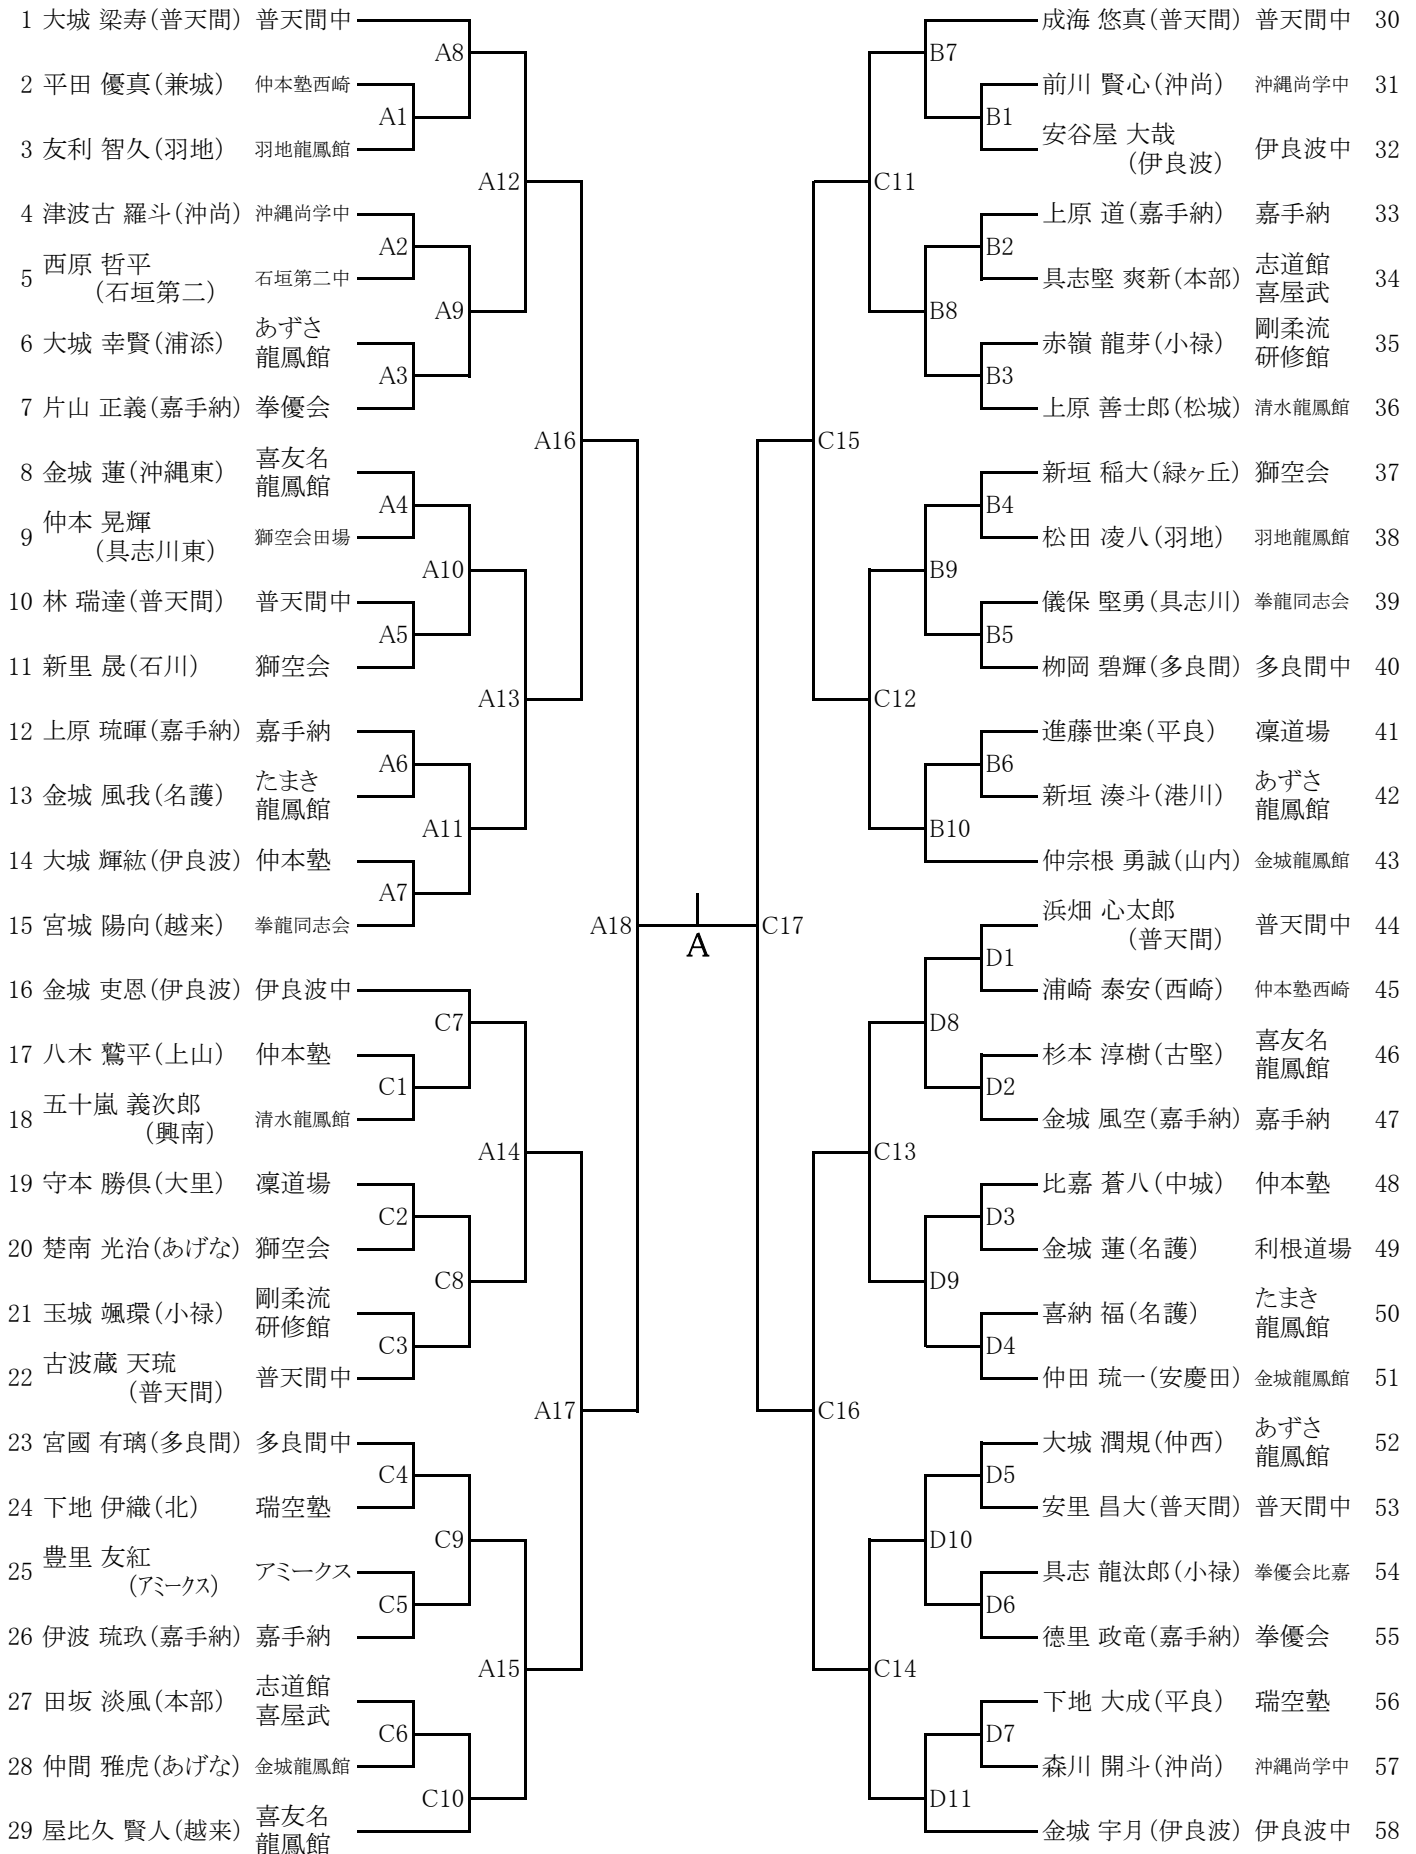 1 大城 梁寿(普天間) 普天間中
A8
2 平田 優真(兼城) 仲本塾西崎
A1
3 友利 智久(羽地) 羽地龍鳳館
A12
4 津波古 羅斗(沖尚) 沖縄尚学中
A2
5 西原 哲平
(石垣第二) 石垣第二中
A9
6 大城 幸賢(浦添) あずさ
龍鳳館
A3
7 片山 正義(嘉手納) 拳優会
A16
8 金城 蓮(沖縄東) 喜友名
龍鳳館
A4
9 仲本 晃輝
(具志川東) 獅空会田場
A10
10 林 瑞達(普天間) 普天間中
A5
11 新里 晟(石川) 獅空会
A13
12 上原 琉暉(嘉手納) 嘉手納
A6
13 金城 風我(名護) たまき
龍鳳館
A11
14 大城 輝紘(伊良波) 仲本塾
A7
15 宮城 陽向(越来) 拳龍同志会
A18
16 金城 吏恩(伊良波) 伊良波中
C7
17 八木 鷲平(上山) 仲本塾
C1
18 五十嵐 義次郎
(興南) 清水龍鳳館
A14
19 守本 勝倶(大里) 凜道場
C2
20 楚南 光治(あげな) 獅空会
C8
21 玉城 颯環(小禄) 剛柔流
研修館
C3
22 古波蔵 天琉
(普天間) 普天間中
A17
23 宮國 有璃(多良間) 多良間中
C4
24 下地 伊織(北) 瑞空塾
C9
25 豊里 友紅
(アミークス) アミークス
C5
26 伊波 琉玖(嘉手納) 嘉手納
A15
27 田坂 淡風(本部) 志道館
喜屋武
C6
28 仲間 雅虎(あげな) 金城龍鳳館
C10
29 屋比久 賢人(越来) 喜友名
龍鳳館
A
成海 悠真(普天間) 普天間中 30
B7
前川 賢心(沖尚) 沖縄尚学中 31
B1
安谷屋 大哉
(伊良波) 伊良波中 32
C11
上原 道(嘉手納) 嘉手納 33
B2
具志堅 爽新(本部) 志道館
喜屋武 34
B8
赤嶺 龍芽(小禄) 剛柔流
研修館 35
B3
上原 善士郎(松城) 清水龍鳳館 36
C15
新垣 稲大(緑ヶ丘) 獅空会 37
B4
松田 凌八(羽地) 羽地龍鳳館 38
B9
儀保 堅勇(具志川) 拳龍同志会 39
B5
栁岡 碧輝(多良間) 多良間中 40
C12
進藤世楽(平良) 凜道場 41
B6
新垣 湊斗(港川) あずさ
龍鳳館 42
B10
仲宗根 勇誠(山内) 金城龍鳳館 43
C17
浜畑 心太郎
(普天間) 普天間中 44
D1
浦崎 泰安(西崎) 仲本塾西崎 45
D8
杉本 淳樹(古堅) 喜友名
龍鳳館 46
D2
金城 風空(嘉手納) 嘉手納 47
C13
比嘉 蒼八(中城) 仲本塾 48
D3
金城 蓮(名護) 利根道場 49
D9
喜納 福(名護) たまき
龍鳳館 50
D4
仲田 琉一(安慶田) 金城龍鳳館 51
C16
大城 潤規(仲西) あずさ
龍鳳館 52
D5
安里 昌大(普天間) 普天間中 53
D10
具志 龍汰郎(小禄) 拳優会比嘉 54
D6
德里 政竜(嘉手納) 拳優会 55
C14
下地 大成(平良) 瑞空塾 56
D7
森川 開斗(沖尚) 沖縄尚学中 57
D11
金城 宇月(伊良波) 伊良波中 58